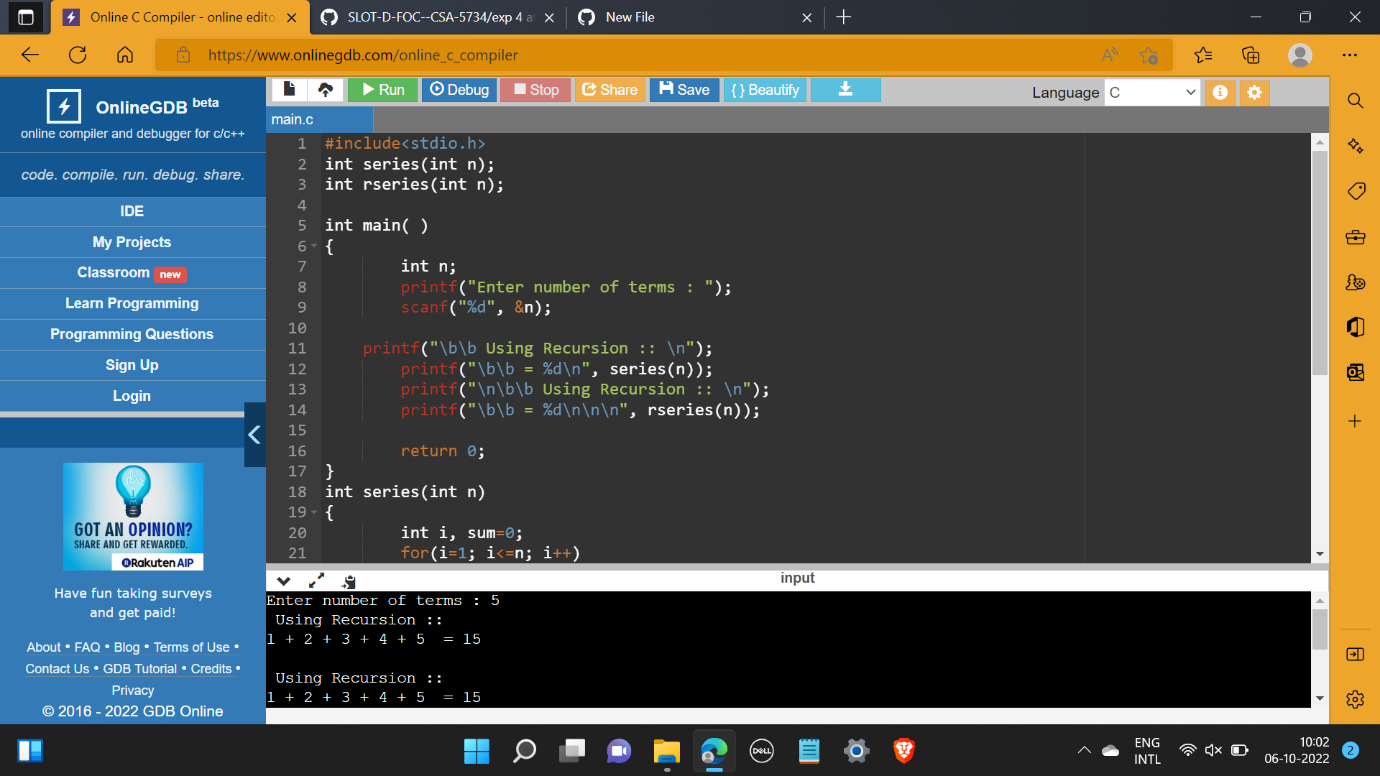 Online C Compiler - online edito
SLOT-D-FOC--CSA-5734/exp 4 a
New File
https://www.onlinegdb.com/online_c_compiler
OnlineGDB beta
online compiler and debugger for c/c++
code. compile. run. debug. share.
IDE
My Projects
Classroom new
Learn Programming
Programming Questions
Sign Up
Login
GOT AN OPINION?
SHARE AND GET REWARDED.
Rakuten AIP
Have fun taking surveys
and get paid!
About • FAQ • Blog • Terms of Use •
Contact Us • GDB Tutorial • Credits •
Privacy
© 2016 - 2022 GDB Online
Run Debug Stop Share Save {} Beautify
Language C
main.c
1 #include<stdio.h>
2 int series(int n);
3 int rseries(int n);
4
5 int main( )
6 {
7 int n;
8 printf("Enter number of terms : ");
9 scanf("%d", &n);
10
11 printf("\b\b Using Recursion :: \n");
12 printf("\b\b = %d\n", series(n));
13 printf("\n\b\b Using Recursion :: \n");
14 printf("\b\b = %d\n\n\n", rseries(n));
15
16 return 0;
17 }
18 int series(int n)
19 {
20 int i, sum=0;
21 for(i=1; i<=n; i++)
input
Enter number of terms : 5
Using Recursion ::
1 + 2 + 3 + 4 + 5 = 15
Using Recursion ::
1 + 2 + 3 + 4 + 5 = 15
DELL
ENG
INTL
10:02
06-10-2022
2